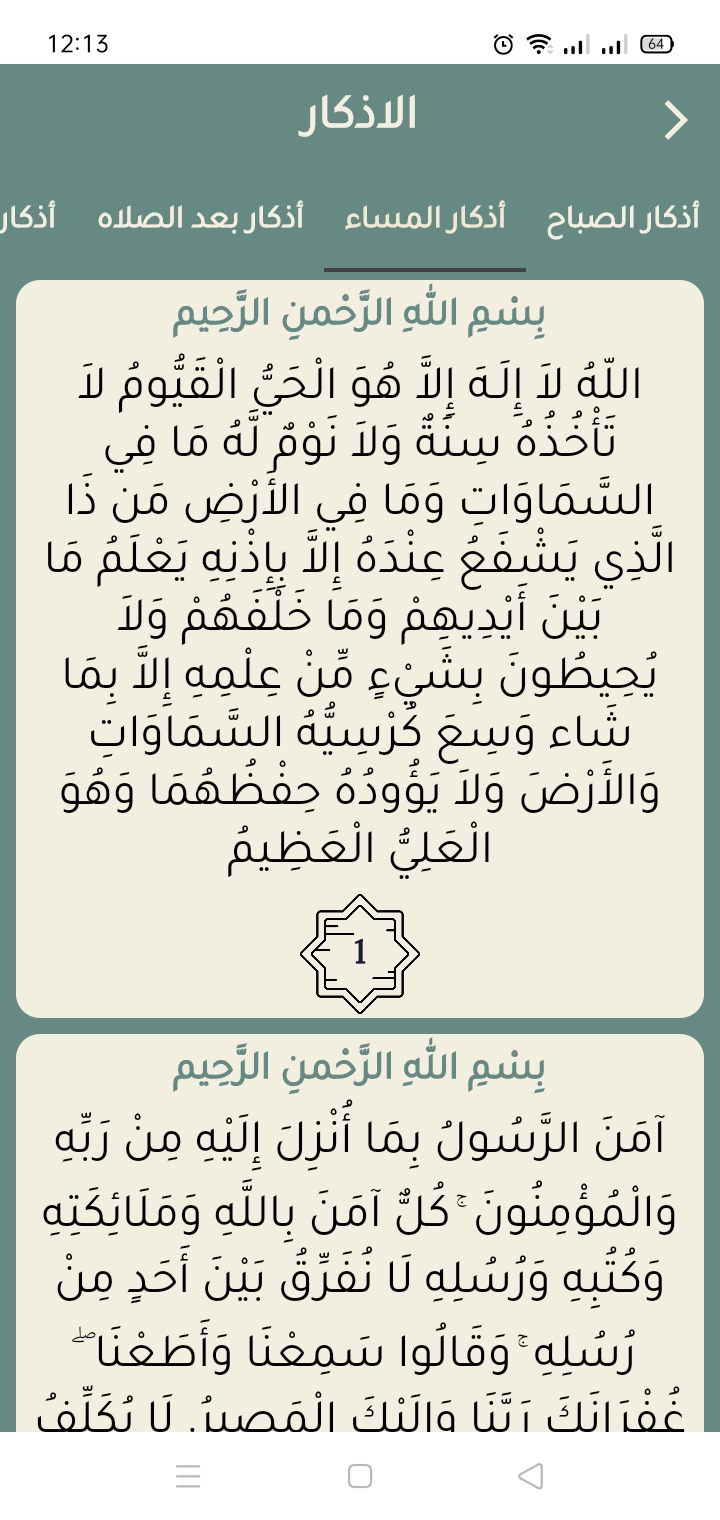 12:13
64
الاذكار
أذكار الصباح
أذكار المساء
أذكار بعد الصلاه
أذكار
بِسْمِ اللهِ الرَّحْمنِ الرَّحِيم
اللّهُ لاَ إِلَـهَ إِلاَّ هُوَ الْحَيُّ الْقَيُّومُ لاَ
تَأْخُذُهُ سِنَةٌ وَلاَ نَوْمٌ لَّهُ مَا فِي
السَّمَاوَاتِ وَمَا فِي الأَرْضِ مَن ذَا
الَّذِي يَشْفَعُ عِنْدَهُ إِلاَّ بِإِذْنِهِ يَعْلَمُ مَا
بَيْنَ أَيْدِيهِمْ وَمَا خَلْفَهُمْ وَلاَ
يُحِيطُونَ بِشَيْءٍ مِّنْ عِلْمِهِ إِلاَّ بِمَا
شَاء وَسِعَ كُرْسِيُّهُ السَّمَاوَاتِ
وَالأَرْضَ وَلاَ يَؤُودُهُ حِفْظُهُمَا وَهُوَ
الْعَلِيُّ الْعَظِيمُ
1
بِسْمِ اللهِ الرَّحْمنِ الرَّحِيم
آمَنَ الرَّسُولُ بِمَا أُنْزِلَ إِلَيْهِ مِنْ رَبِّهِ
وَالْمُؤْمِنُونَ ۚ كُلٌّ آمَنَ بِاللَّهِ وَمَلَائِكَتِهِ
وَكُتُبِهِ وَرُسُلِهِ لَا نُفَرِّقُ بَيْنَ أَحَدٍ مِنْ
رُسُلِهِ ۚ وَقَالُوا سَمِعْنَا وَأَطَعْنَا ۖ
غُفْرَانَكَ رَبَّنَا وَإِلَيْكَ الْمَصِيرُ. لَا يُكَلِّفُ